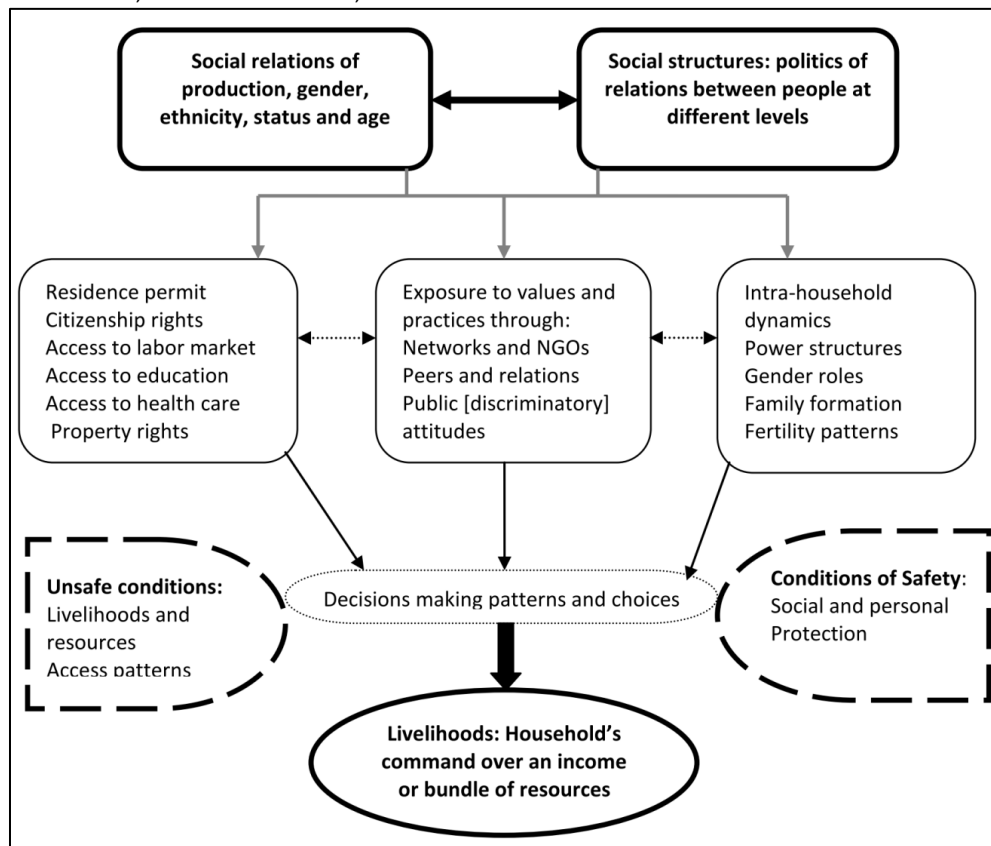 Social relations of
production, gender,
ethnicity, status and age
Social structures: politics of
relations between people at
different levels
Residence permit
Citizenship rights
Access to labor market
Access to education
Access to health care
Property rights
Exposure to values and
practices through:
Networks and NGOs
Peers and relations
Public [discriminatory]
attitudes
Intra-household
dynamics
Power structures
Gender roles
Family formation
Fertility patterns
Unsafe conditions:
Livelihoods and
resources
Access patterns
Decisions making patterns and choices
Conditions of Safety:
Social and personal
Protection
Livelihoods: Household’s
command over an income
or bundle of resources